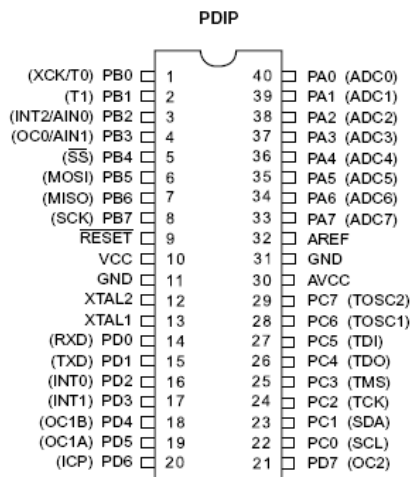 PDIP
(XCK/T0) PB0 1 40 PA0 (ADC0)
(T1) PB1 2 39 PA1 (ADC1)
(INT2/AIN0) PB2 3 38 PA2 (ADC2)
(OC0/AIN1) PB3 4 37 PA3 (ADC3)
(SS) PB4 5 36 PA4 (ADC4)
(MOSI) PB5 6 35 PA5 (ADC5)
(MISO) PB6 7 34 PA6 (ADC6)
(SCK) PB7 8 33 PA7 (ADC7)
RESET 9 32 AREF
VCC 10 31 GND
GND 11 30 AVCC
XTAL2 12 29 PC7 (TOSC2)
XTAL1 13 28 PC6 (TOSC1)
(RXD) PD0 14 27 PC5 (TDI)
(TXD) PD1 15 26 PC4 (TDO)
(INT0) PD2 16 25 PC3 (TMS)
(INT1) PD3 17 24 PC2 (TCK)
(OC1B) PD4 18 23 PC1 (SDA)
(OC1A) PD5 19 22 PC0 (SCL)
(ICP) PD6 20 21 PD7 (OC2)